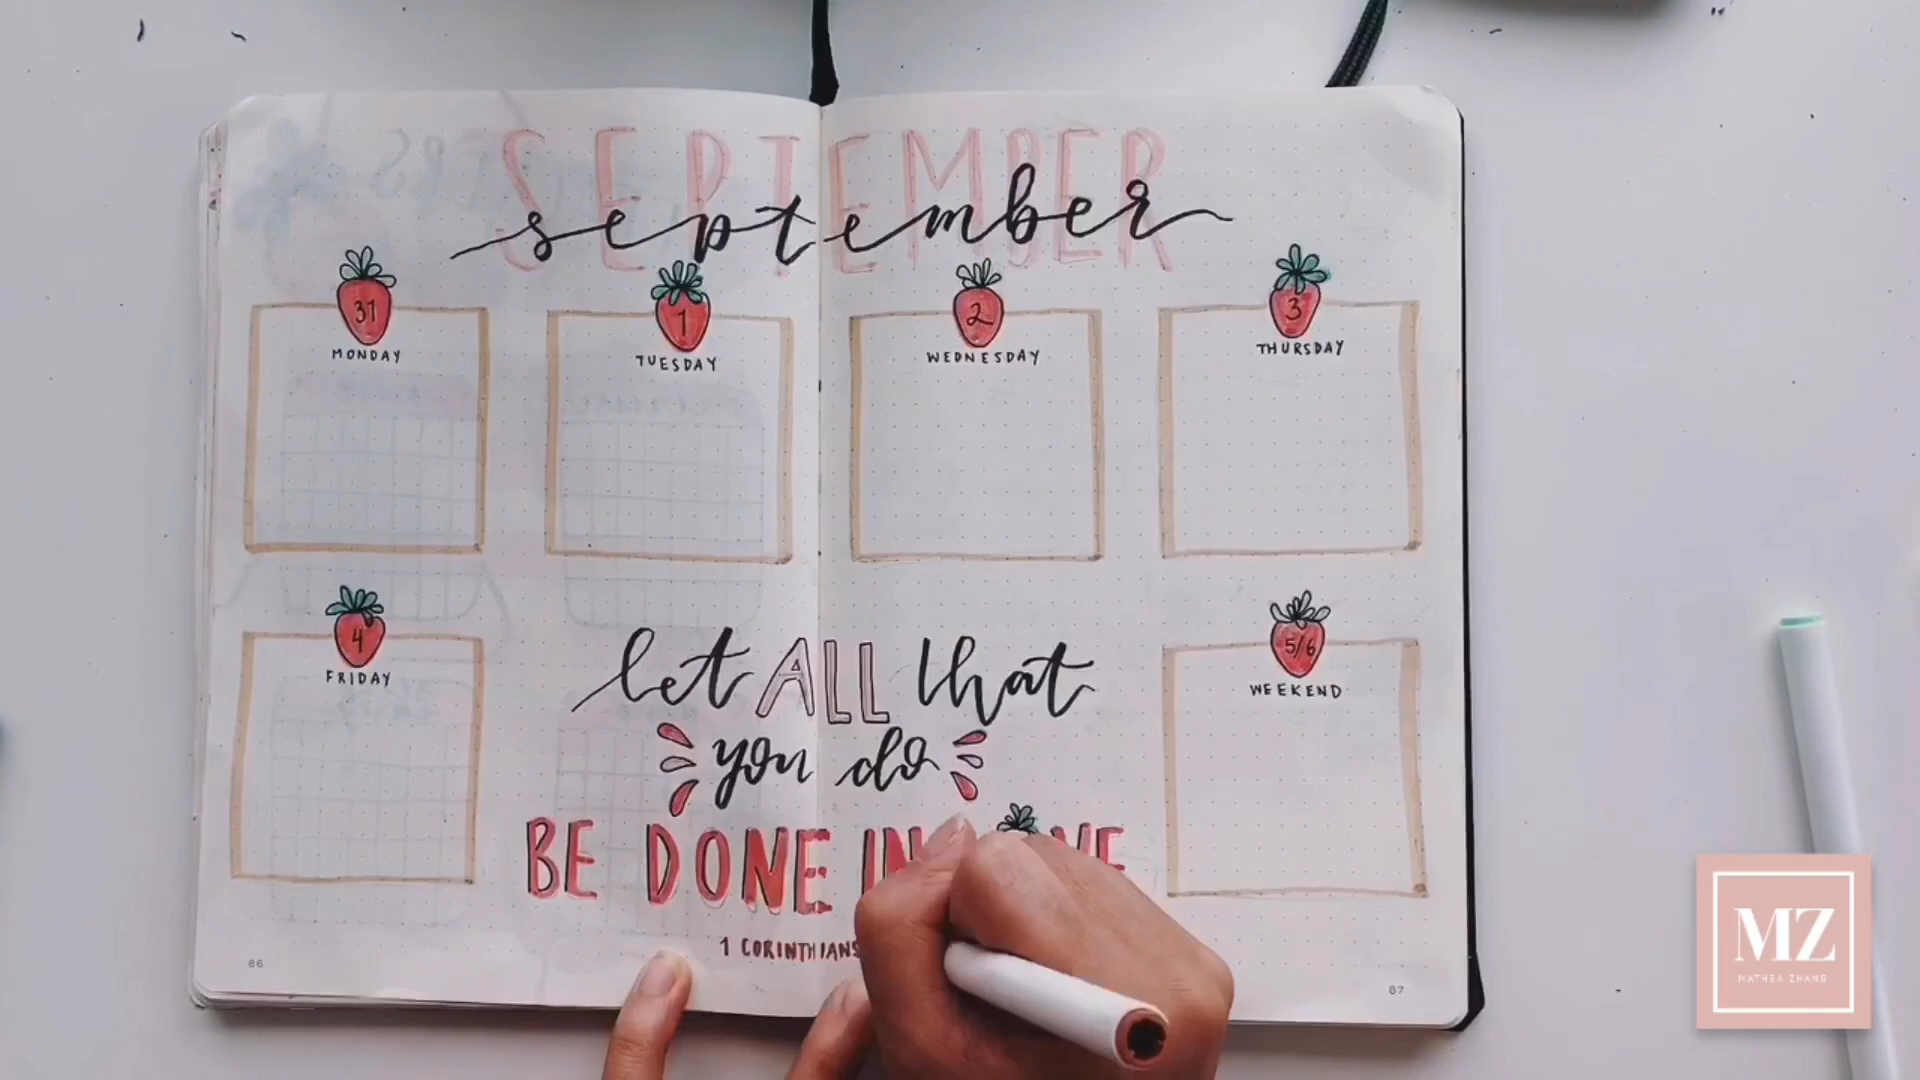 SEPTEMBER
september
31
MONDAY
1
TUESDAY
2
WEDNESDAY
3
THURSDAY
4
FRIDAY
let ALL that
you do
BE DONE IN
1 CORINTHIANS
5/6
WEEKEND
86
87
MZ
MATHEA ZHANG